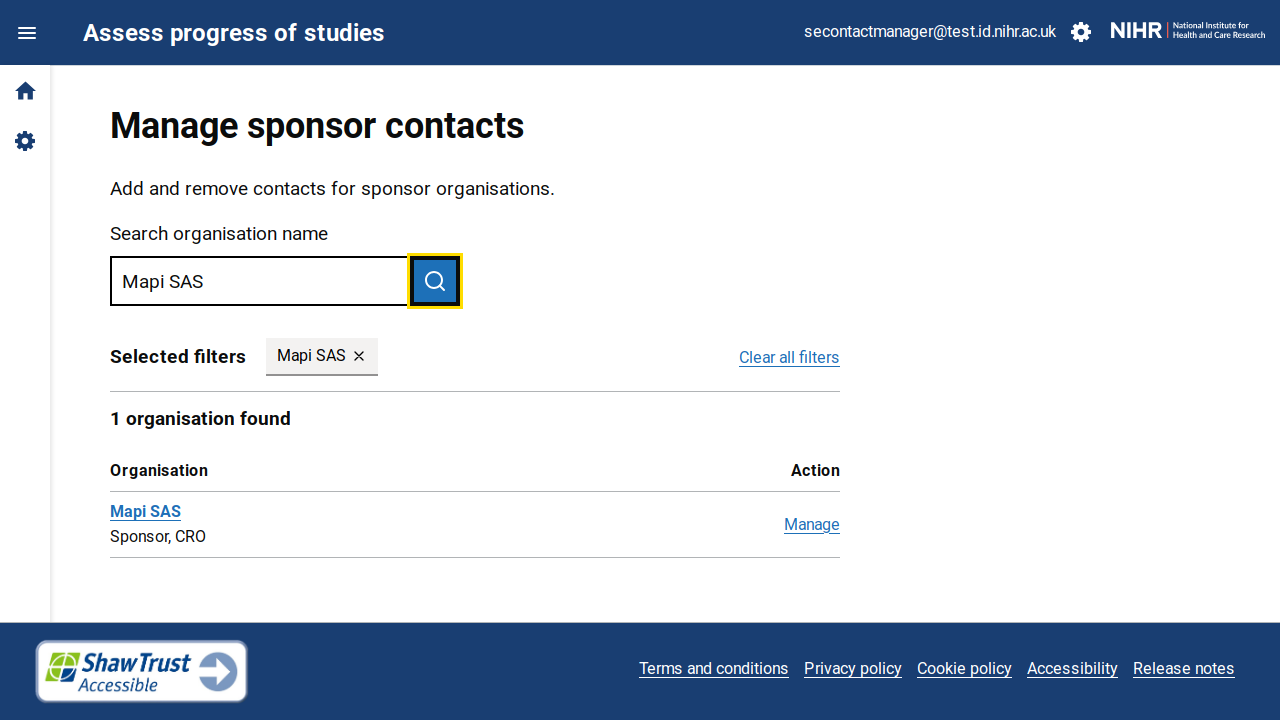 Assess progress of studies
secontactmanager@test.id.nihr.ac.uk
NIHR
National Institute for
Health and Care Research
Manage sponsor contacts
Add and remove contacts for sponsor organisations.
Search organisation name
Mapi SAS
Selected filters
Mapi SAS
Clear all filters
1 organisation found
Organisation Action
Mapi SAS
Sponsor, CRO
Manage
Shaw Trust
Accessible
Terms and conditions Privacy policy Cookie policy Accessibility Release notes